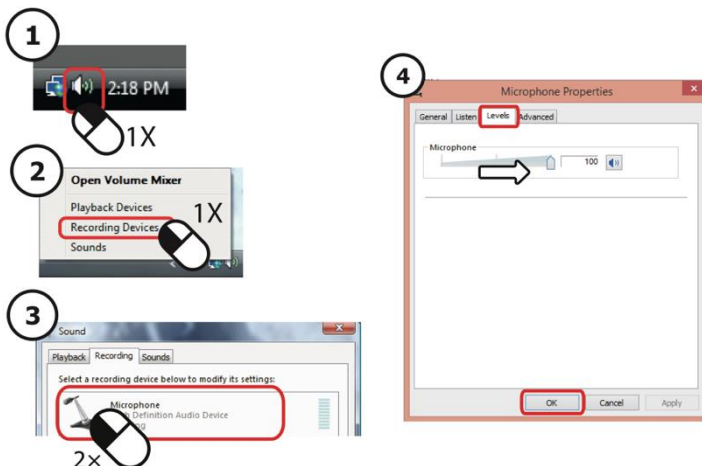 1
2:18 PM
1X
2
Open Volume Mixer
Playback Devices
Recording Devices
1X
Sounds
3
Sound
Playback Recording Sounds
Select a recording device below to modify its settings:
Microphone
Definition Audio Device
2×
4
Microphone Properties
General Listen Levels Advanced
Microphone
100
OK Cancel Apply